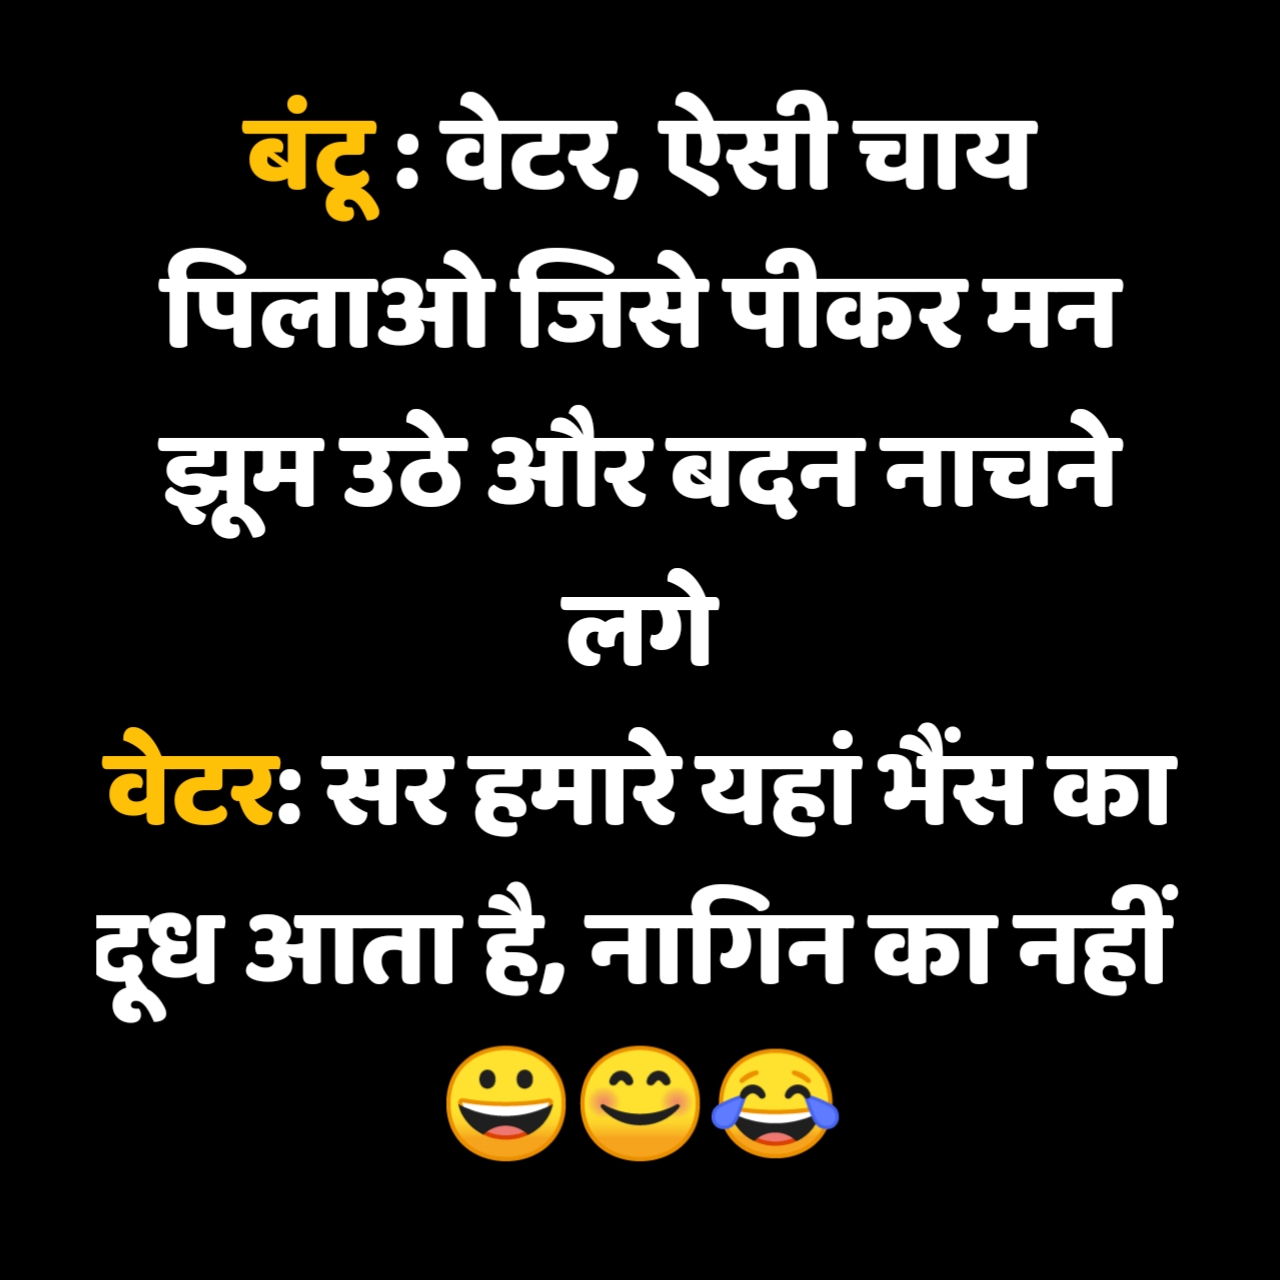 बंटू : वेटर, ऐसी चाय
पिलाओ जिसे पीकर मन
झूम उठे और बदन नाचने
लगे
वेटर: सर हमारे यहां भैंस का
दूध आता है, नागिन का नहीं
😀😊😂